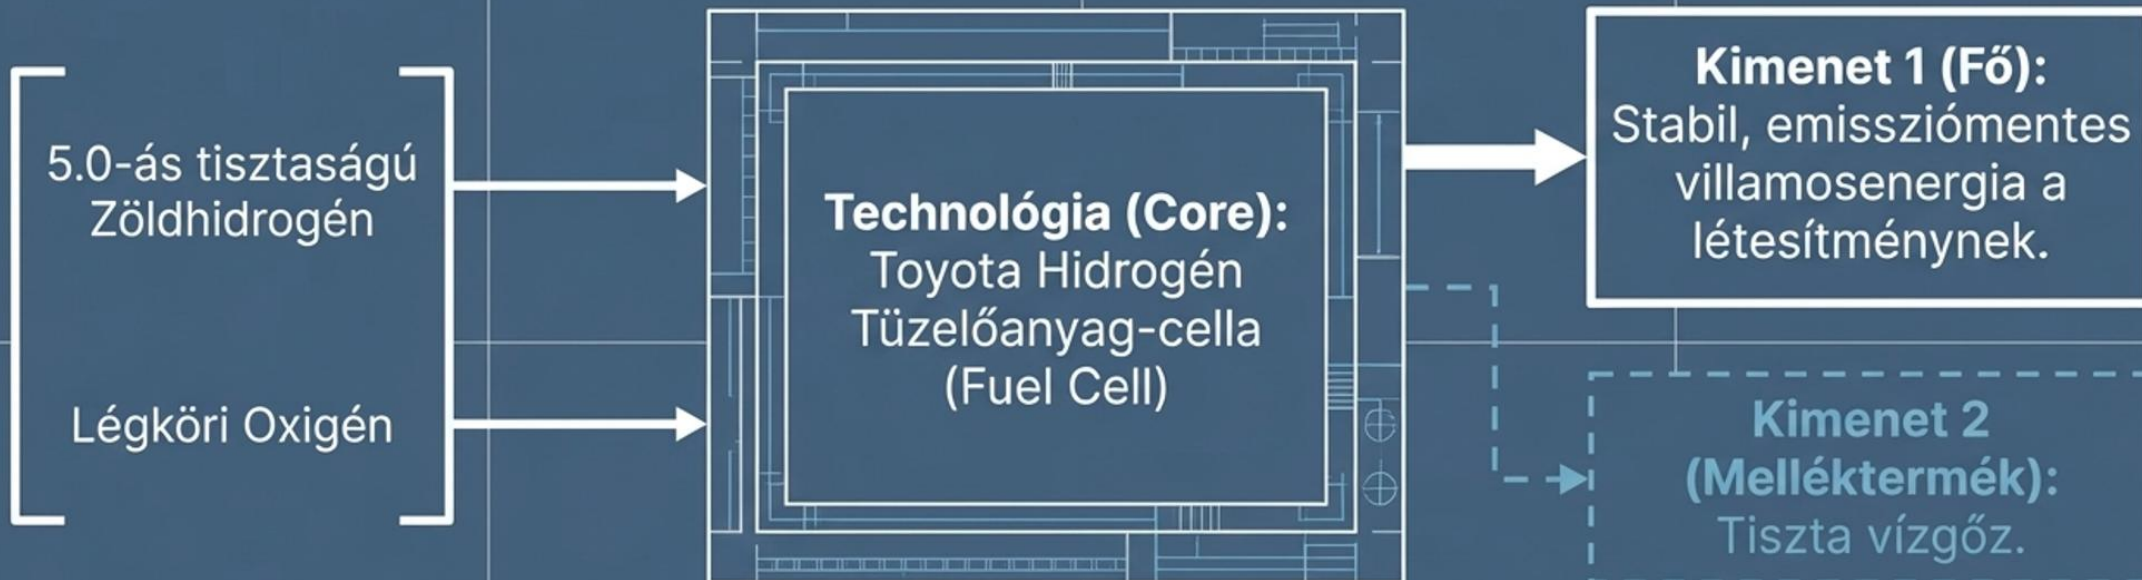 5.0-ás tisztaságú
Zöldhidrogén
Légköri Oxigén
Technológia (Core):
Toyota Hidrogén
Tüzelőanyag-cella
(Fuel Cell)
Kimenet 1 (Fő):
Stabil, emissziómentes
villamosenergia a
létesítménynek.
Kimenet 2
(Melléktermék):
Tiszta vízgőz.